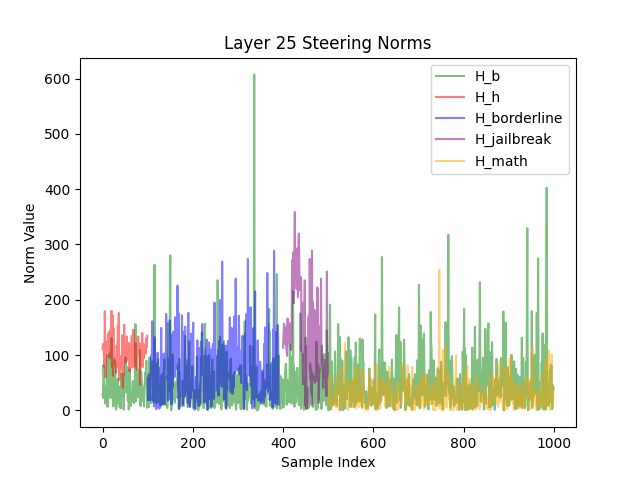 Layer 25 Steering Norms
H_b
H_h
H_borderline
H_jailbreak
H_math
Norm Value
600
500
400
300
200
100
0
0 200 400 600 800 1000
Sample Index